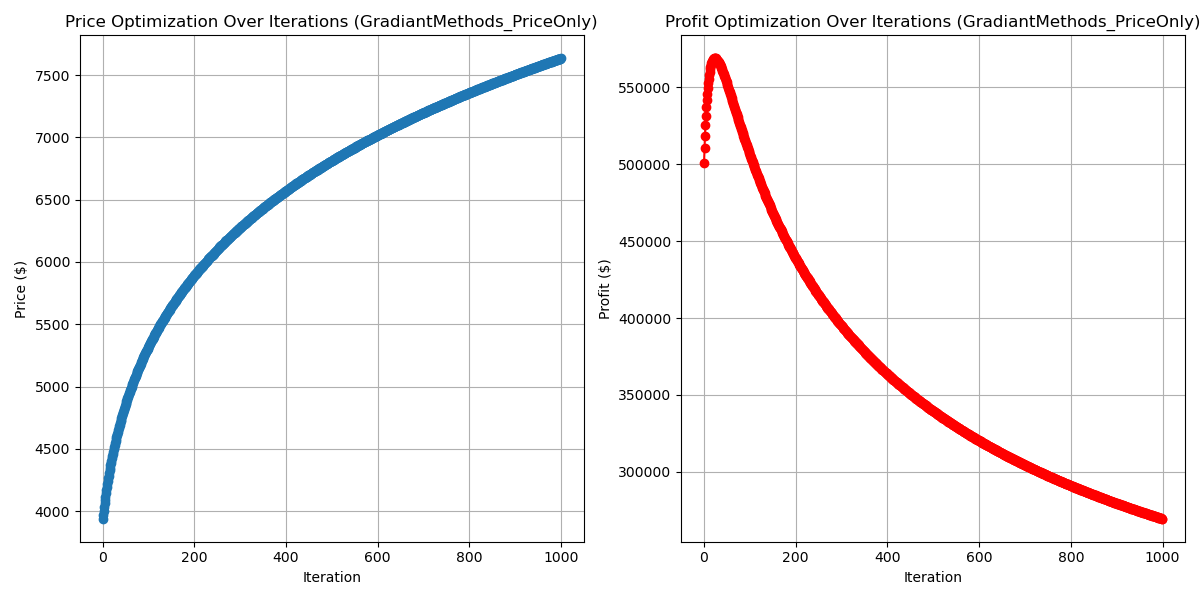 Price Optimization Over Iterations (GradiantMethods_PriceOnly)
Price ($)
7500
7000
6500
6000
5500
5000
4500
4000
0 200 400 600 800 1000
Iteration
Profit Optimization Over Iterations (GradiantMethods_PriceOnly)
Profit ($)
550000
500000
450000
400000
350000
300000
0 200 400 600 800 1000
Iteration